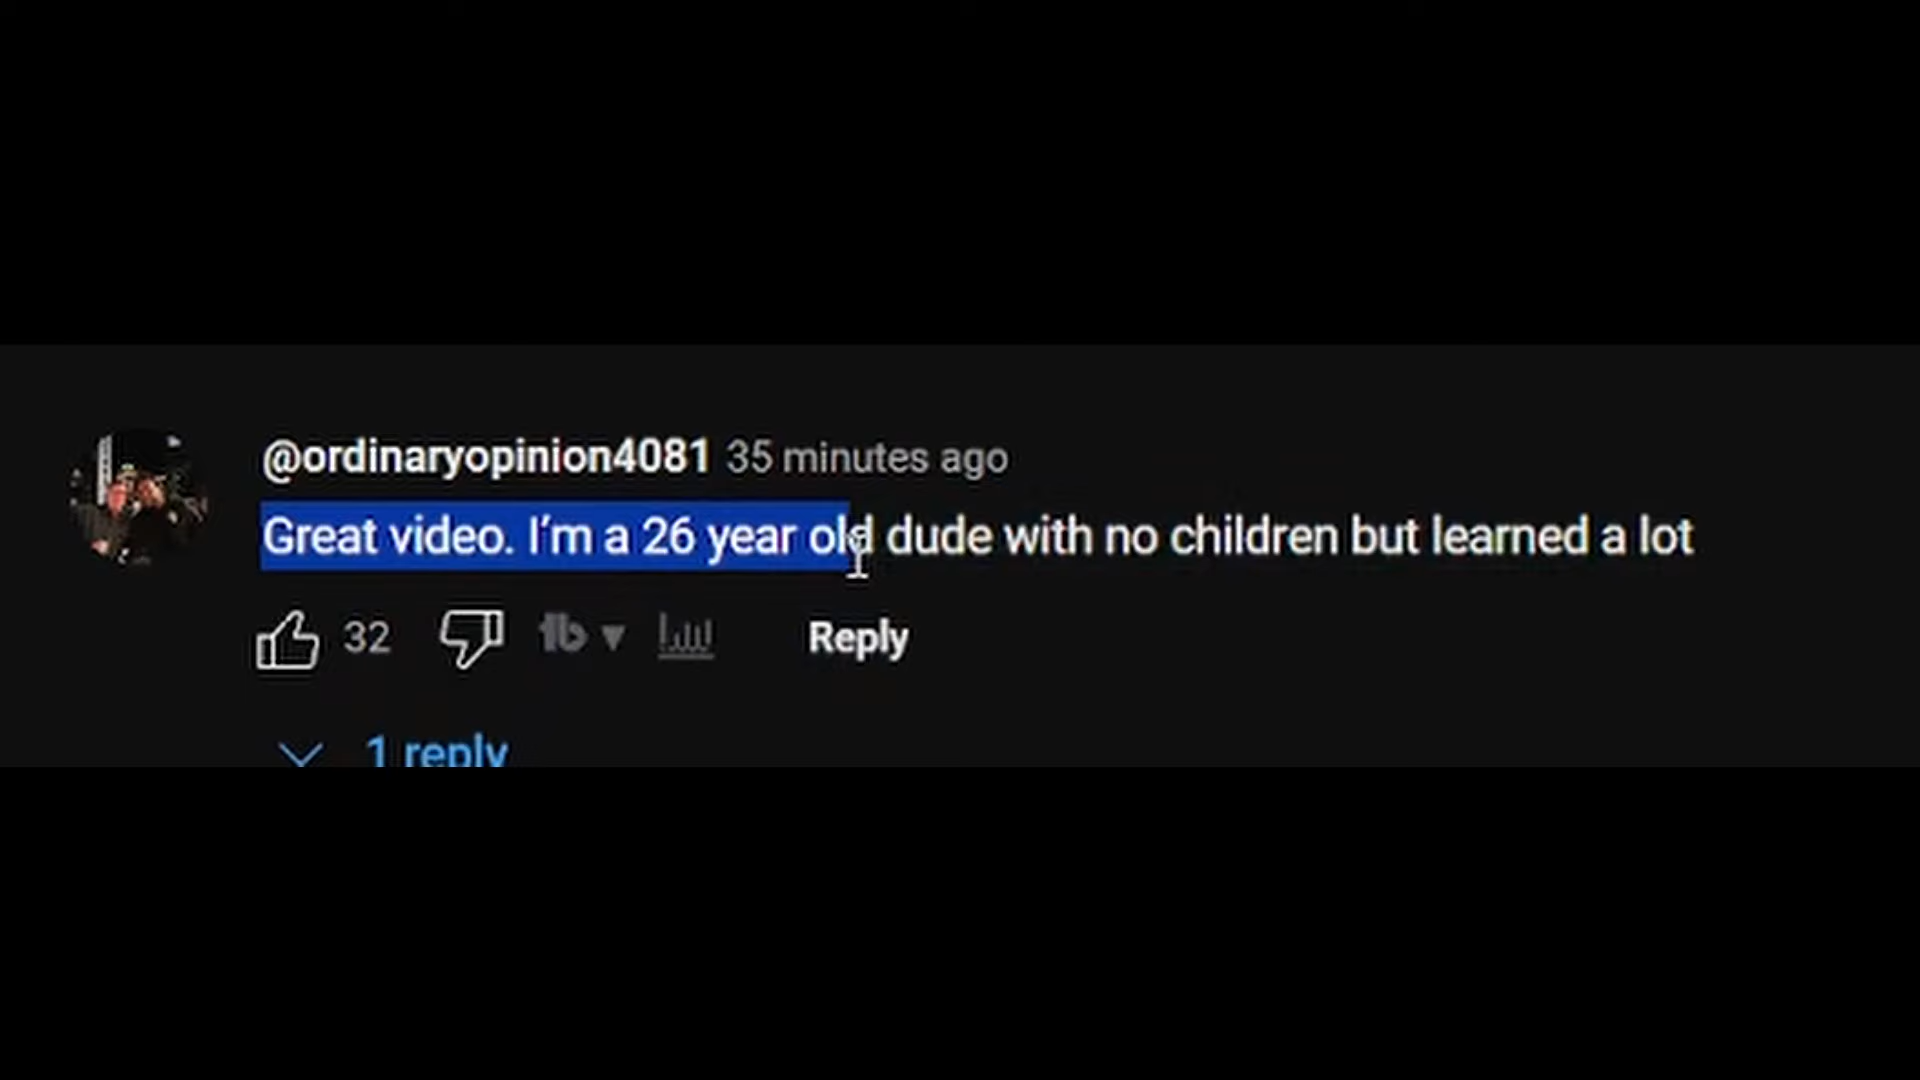 @ordinaryopinion4081 35 minutes ago
Great video. I’m a 26 year old dude with no children but learned a lot
32 tb ▼ Reply
1 reply